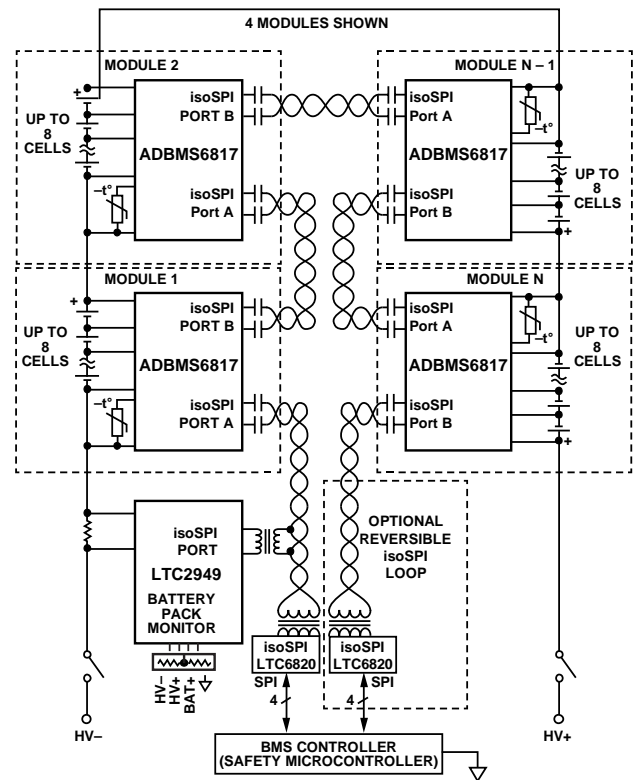 4 MODULES SHOWN
MODULE 2
+
UP TO
8
CELLS
–t°
isoSPI
PORT B
ADBMS6817
isoSPI
Port A
MODULE N – 1
isoSPI
Port A
ADBMS6817
isoSPI
Port B
–t°
UP TO
8
CELLS
+
MODULE 1
+
UP TO
8
CELLS
–t°
isoSPI
PORT B
ADBMS6817
isoSPI
PORT A
MODULE N
isoSPI
Port A
ADBMS6817
isoSPI
Port B
–t°
UP TO
8
CELLS
+
isoSPI
PORT
LTC2949
BATTERY
PACK
MONITOR
HV–
HV+
BAT+
OPTIONAL
REVERSIBLE
isoSPI
LOOP
isoSPI
LTC6820
SPI
4
isoSPI
LTC6820
SPI
4
HV–
HV+
BMS CONTROLLER
(SAFETY MICROCONTROLLER)